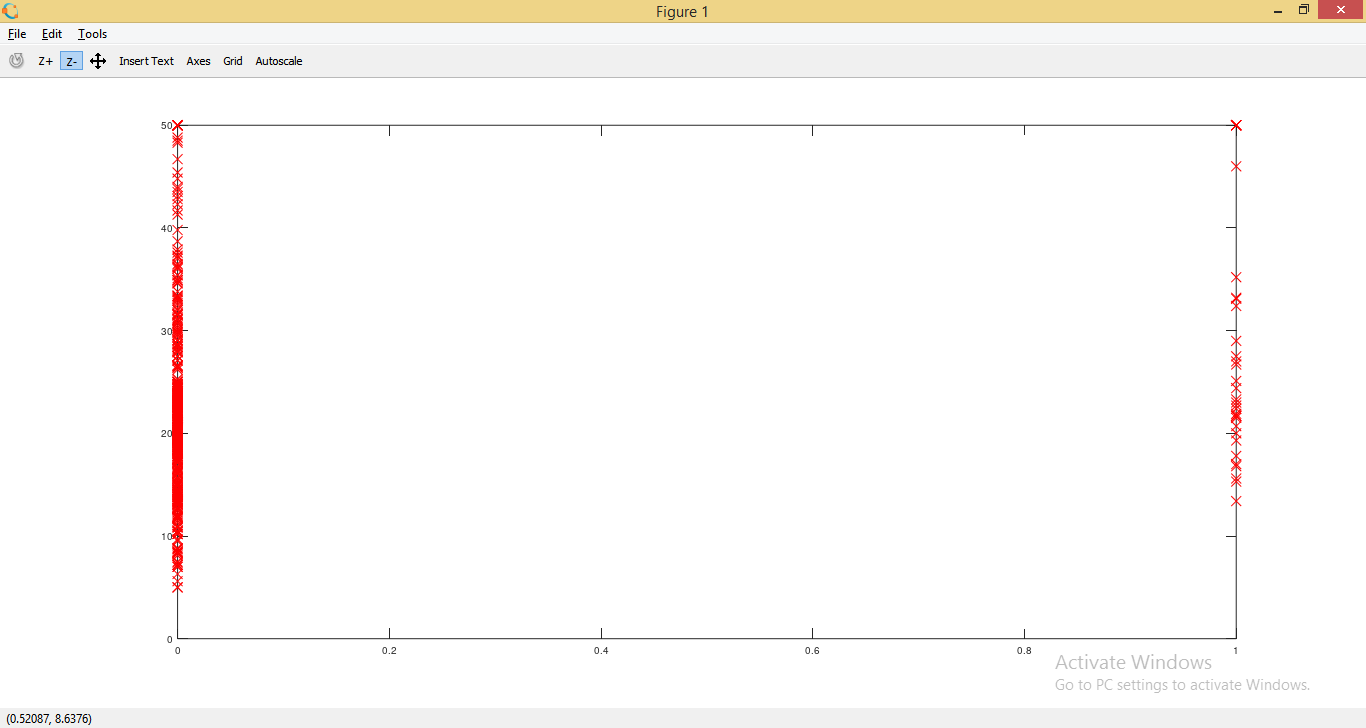 Figure 1
File Edit Tools
Z+ Z- Insert Text Axes Grid Autoscale
50
40
30
20
10
0
0 0.2 0.4 0.6 0.8 1
Activate Windows
Go to PC settings to activate Windows.
(0.52087, 8.6376)